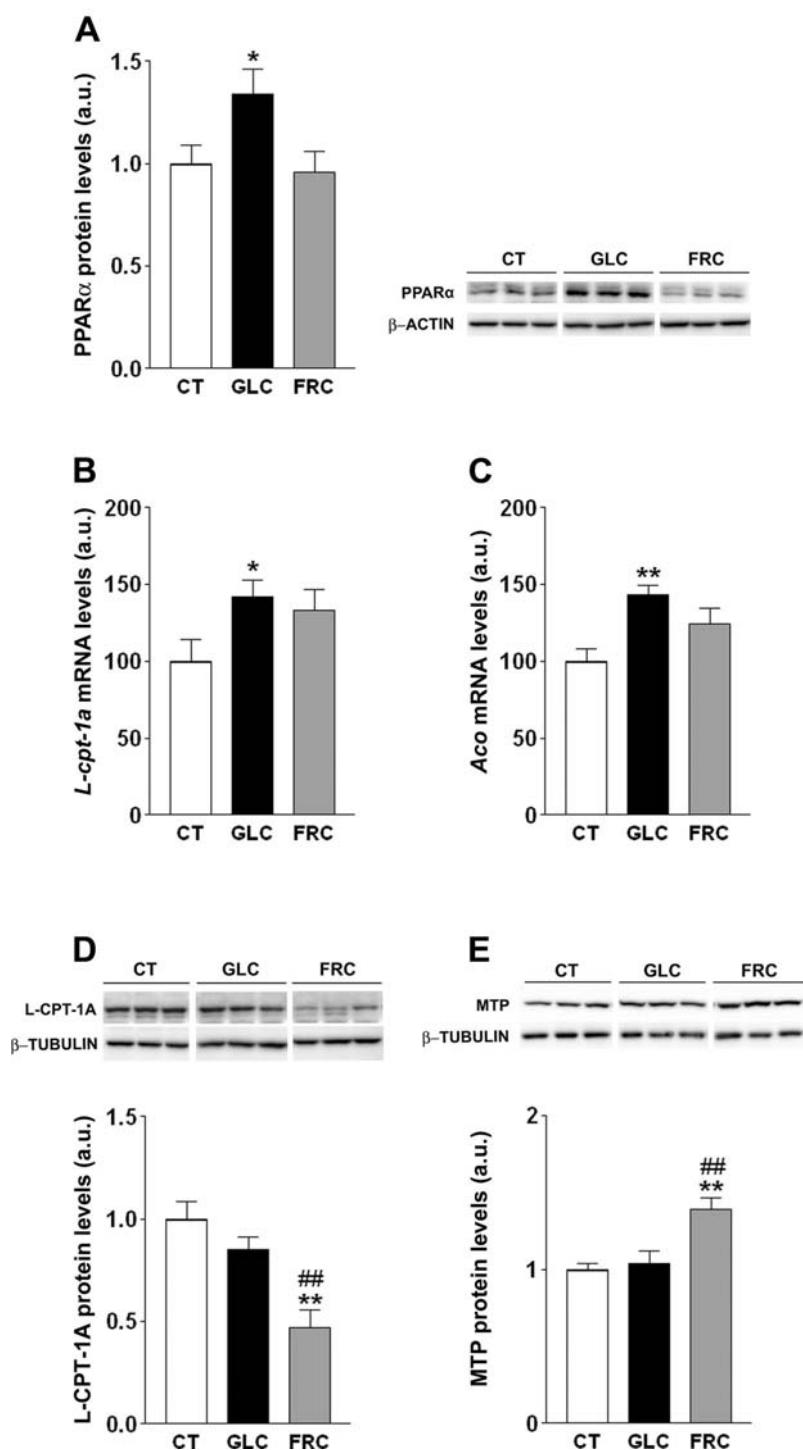 A
PPARα protein levels (a.u.)
1.5
1.0
0.5
0.0
*
CT GLC FRC
CT GLC FRC
PPARα
β–ACTIN
B
L-cpt-1a mRNA levels (a.u.)
200
150
100
50
0
*
CT GLC FRC
C
Aco mRNA levels (a.u.)
200
150
100
50
0
**
CT GLC FRC
D
CT GLC FRC
L-CPT-1A
β–TUBULIN
L-CPT-1A protein levels (a.u.)
1.5
1.0
0.5
0.0
##
**
CT GLC FRC
E
CT GLC FRC
MTP
β–TUBULIN
MTP protein levels (a.u.)
2
1
0
##
**
CT GLC FRC